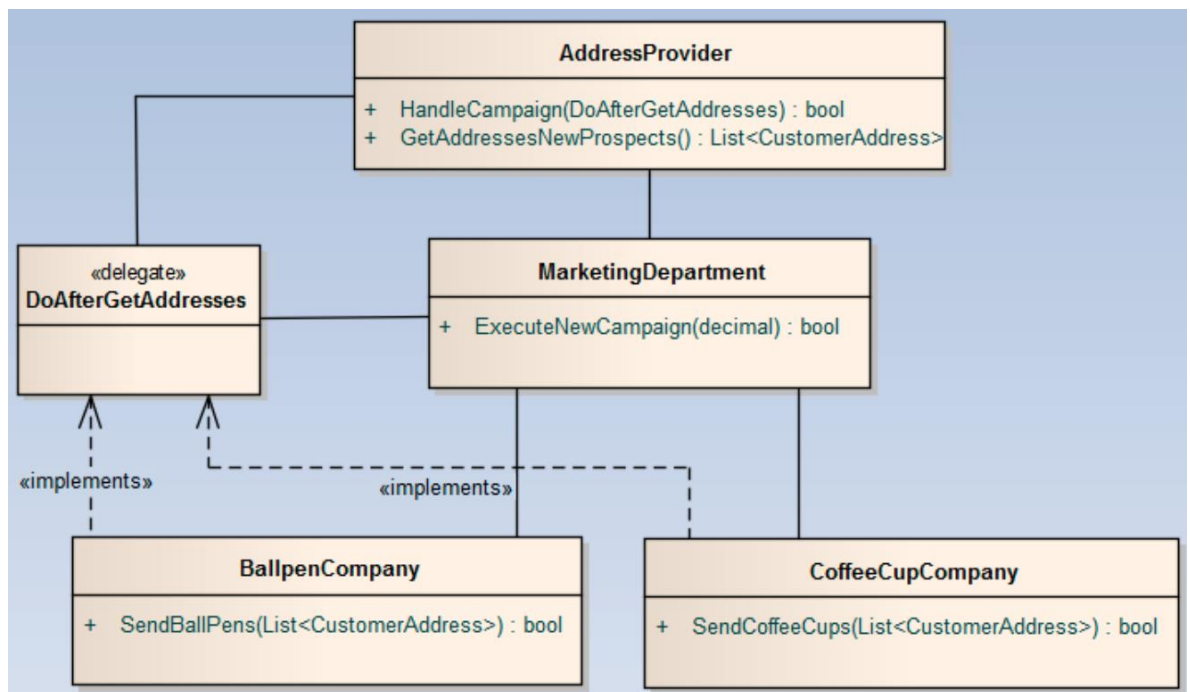 AddressProvider
+ HandleCampaign(DoAfterGetAddresses) : bool
+ GetAddressesNewProspects() : List<CustomerAddress>
«delegate»
DoAfterGetAddresses
MarketingDepartment
+ ExecuteNewCampaign(decimal) : bool
«implements»
«implements»
BallpenCompany
+ SendBallPens(List<CustomerAddress>) : bool
CoffeeCupCompany
+ SendCoffeeCups(List<CustomerAddress>) : bool